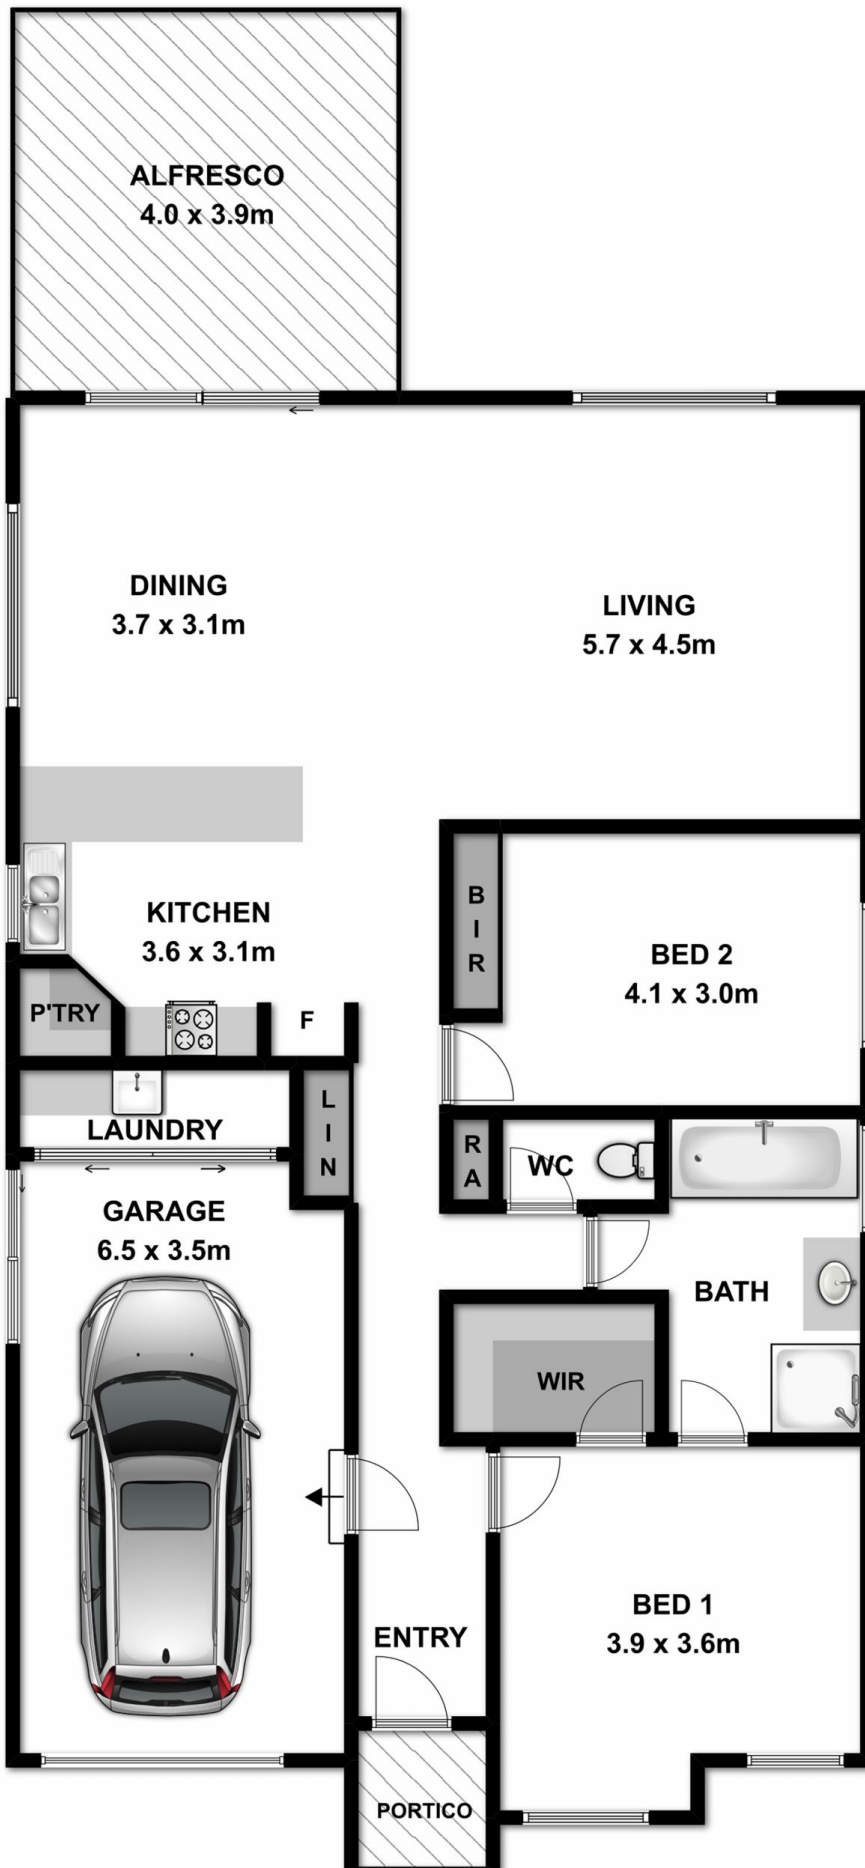 ALFRESCO
4.0 x 3.9m
DINING
3.7 x 3.1m
LIVING
5.7 x 4.5m
KITCHEN
3.6 x 3.1m
B
I
R
BED 2
4.1 x 3.0m
P'TRY
F
LAUNDRY
L
I
N
R
A
WC
GARAGE
6.5 x 3.5m
BATH
WIR
BED 1
3.9 x 3.6m
ENTRY
PORTICO